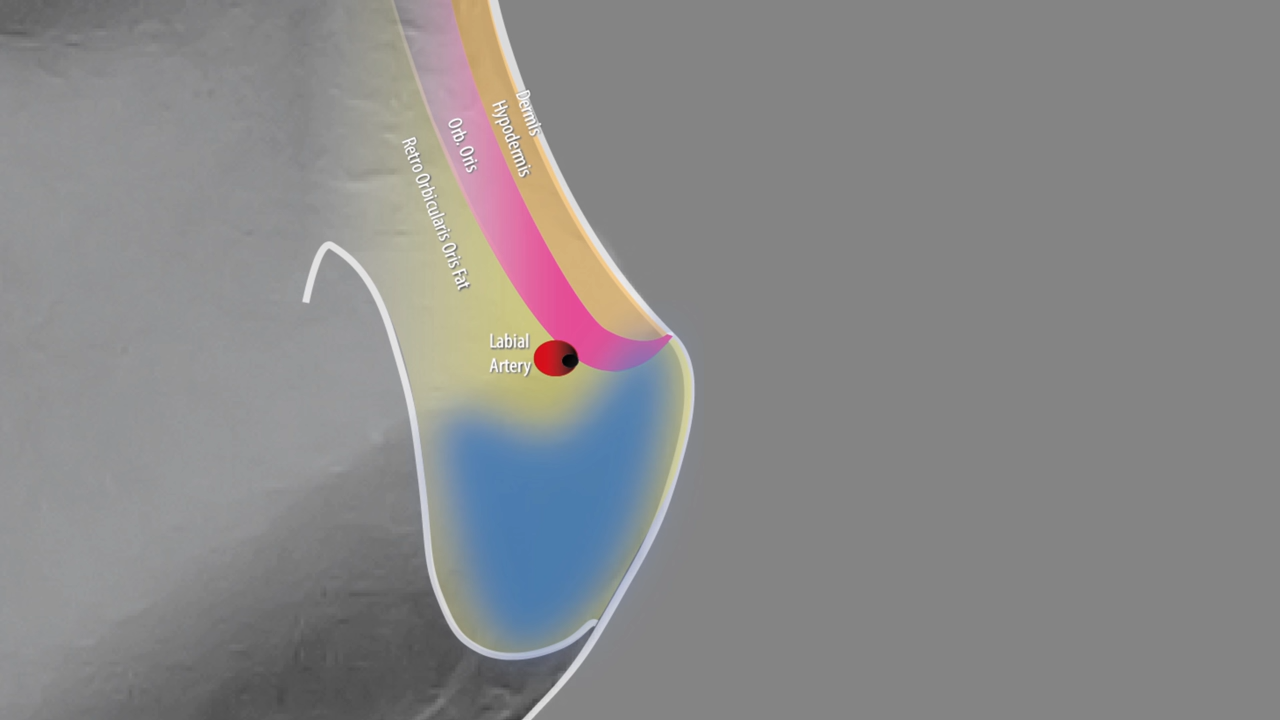 Dermis
Hypodermis
Orb. Oris
Retro Orbicularis Oris Fat
Labial
Artery